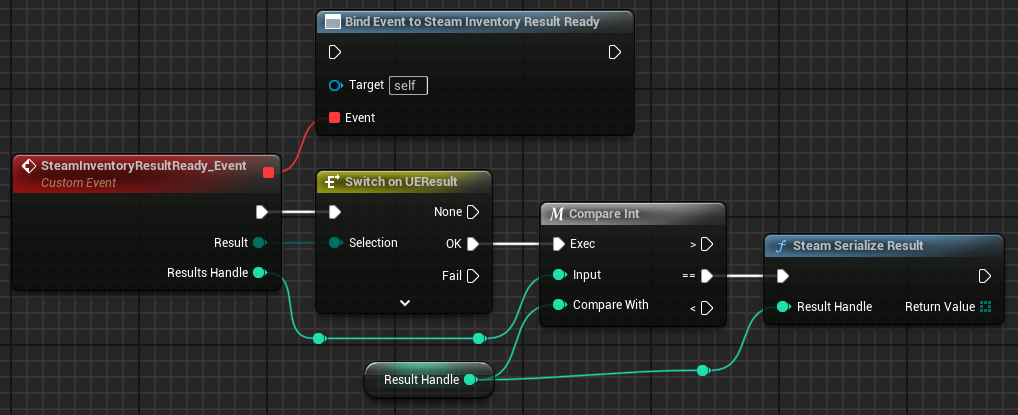 Bind Event to Steam Inventory Result Ready
Target self
Event
SteamInventoryResultReady_Event
Custom Event
Result
Results Handle
Switch on UEResult
None
Selection
OK
Fail
Compare Int
Exec
>
Input
==
Compare With
<
Steam Serialize Result
Result Handle
Return Value
Result Handle